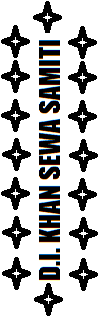 D.I. KHAN SEWA SAMITI